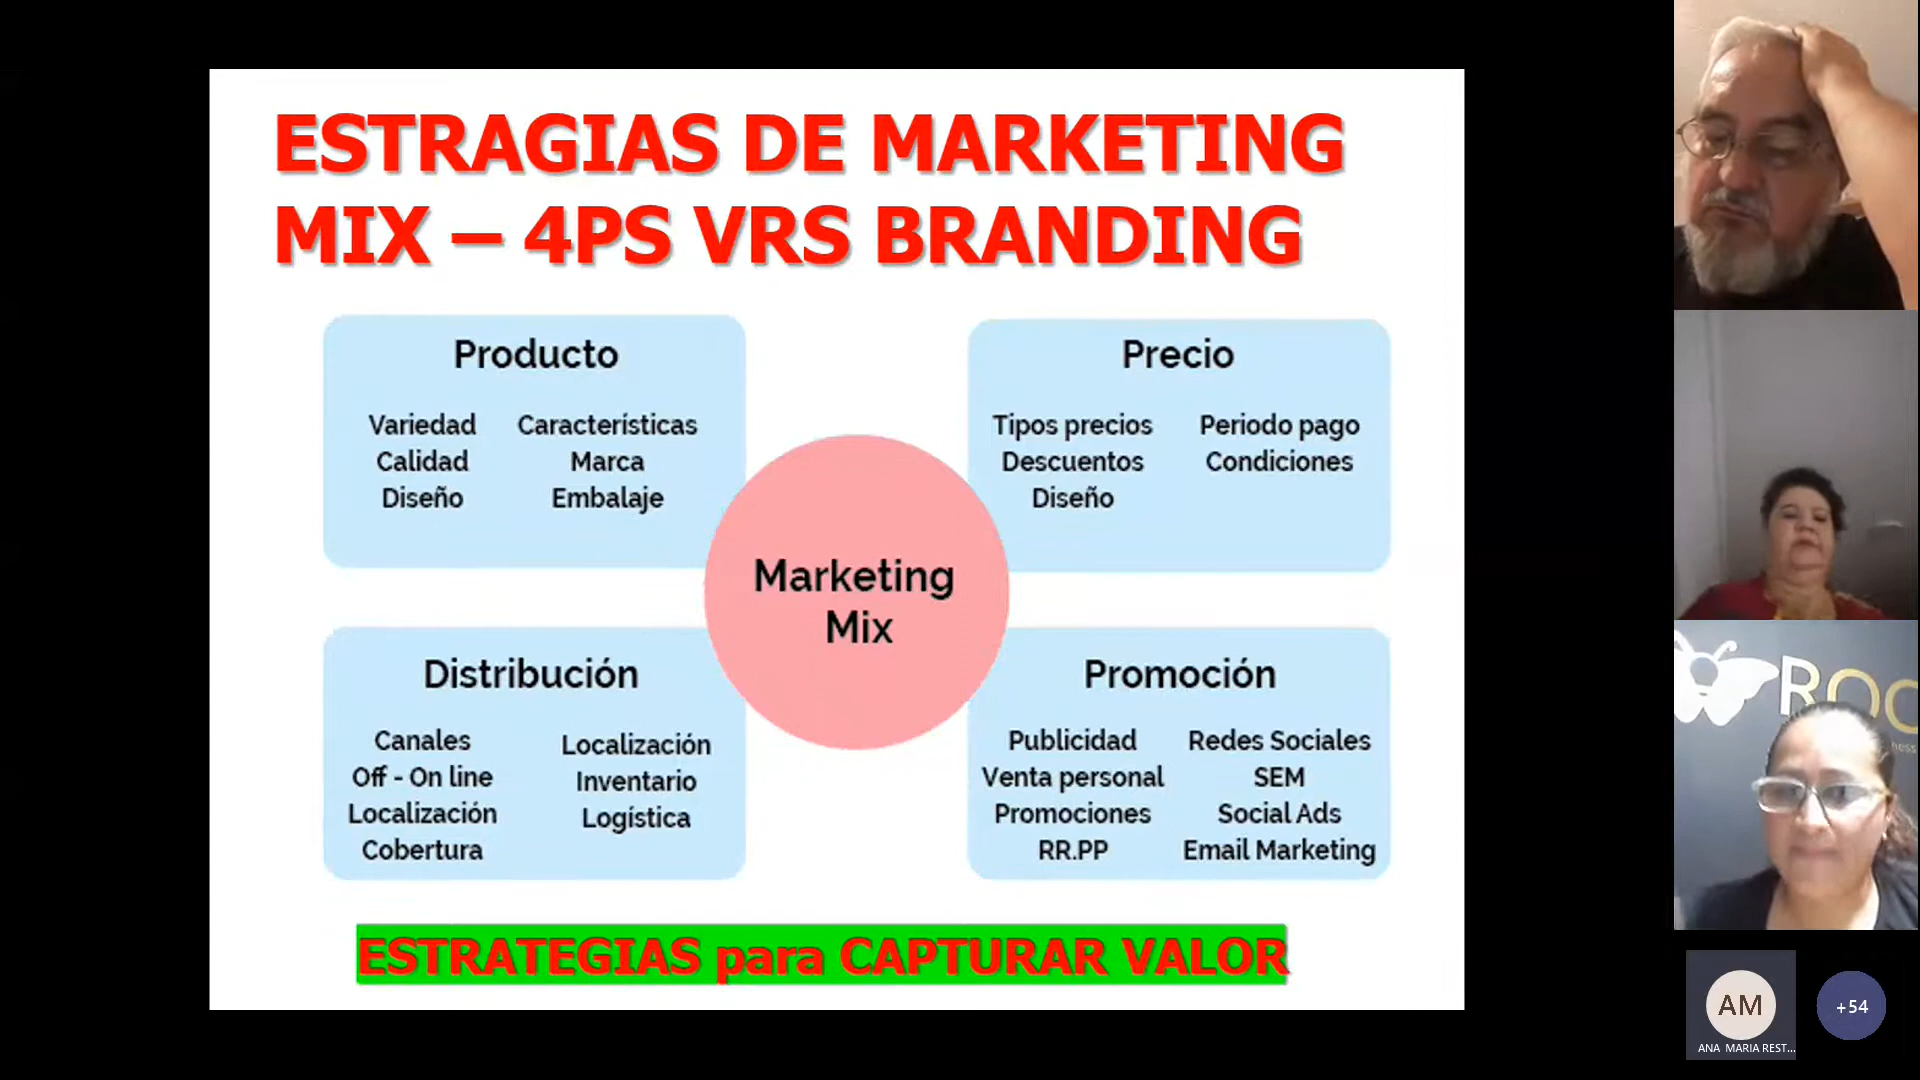 ESTRAGIAS DE MARKETING
MIX – 4PS VRS BRANDING
Producto
Variedad
Calidad
Diseño
Características
Marca
Embalaje
Precio
Tipos precios
Descuentos
Diseño
Periodo pago
Condiciones
Marketing
Mix
Distribución
Canales
Off - On line
Localización
Cobertura
Localización
Inventario
Logística
Promoción
Publicidad
Venta personal
Promociones
RR.PP
Redes Sociales
SEM
Social Ads
Email Marketing
ESTRATEGIAS para CAPTURAR VALOR
AM
ANA MARIA REST...
+54